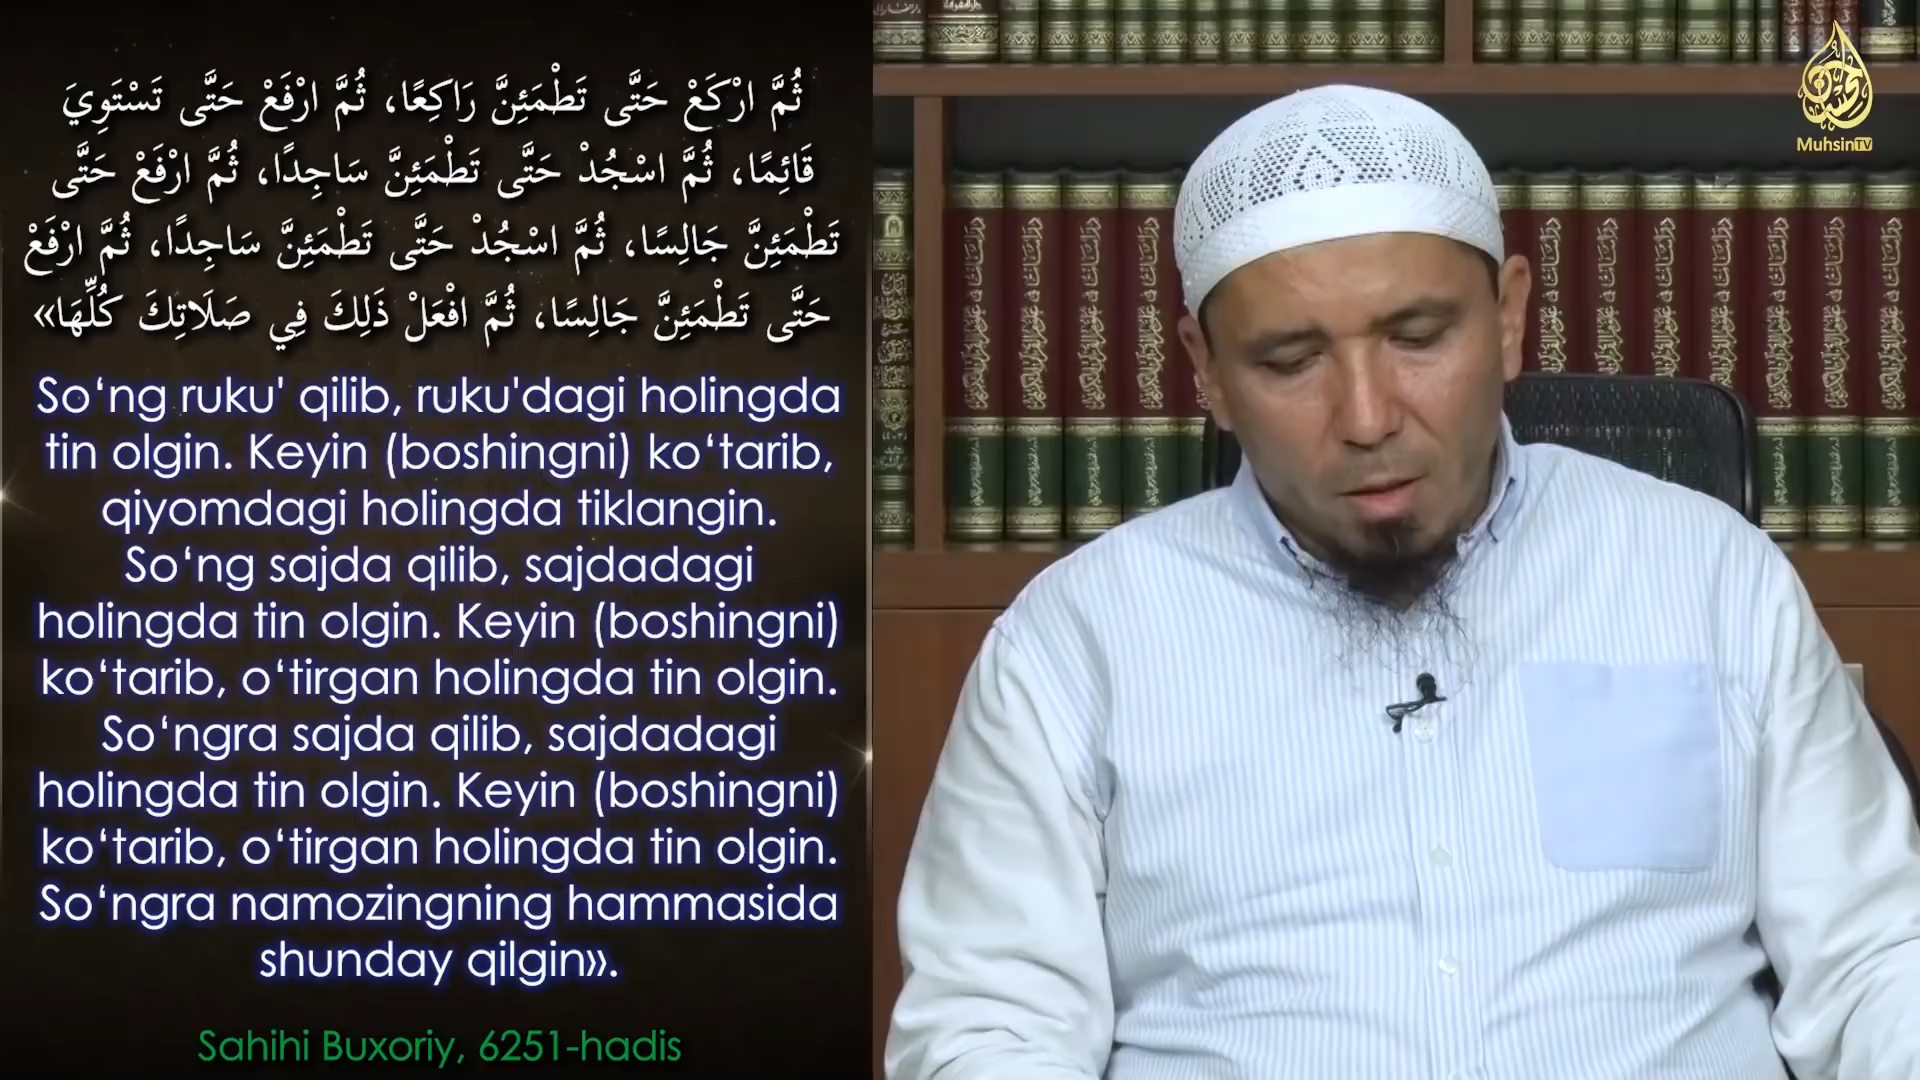 ثُمَّ ارْكَعْ حَتَّى تَطْمَئِنَّ رَاكِعًا، ثُمَّ ارْفَعْ حَتَّى تَسْتَوِيَ
قَائِمًا، ثُمَّ اسْجُدْ حَتَّى تَطْمَئِنَّ سَاجِدًا، ثُمَّ ارْفَعْ حَتَّى
تَطْمَئِنَّ جَالِسًا، ثُمَّ اسْجُدْ حَتَّى تَطْمَئِنَّ سَاجِدًا، ثُمَّ ارْفَعْ
حَتَّى تَطْمَئِنَّ جَالِسًا، ثُمَّ افْعَلْ ذَلِكَ فِي صَلَاتِكَ كُلِّهَا»
So‘ng ruku' qilib, ruku'dagi holingda
tin olgin. Keyin (boshingni) ko‘tarib,
qiyomdagi holingda tiklangin.
So‘ng sajda qilib, sajdadagi
holingda tin olgin. Keyin (boshingni)
ko‘tarib, o‘tirgan holingda tin olgin.
So‘ngra sajda qilib, sajdadagi
holingda tin olgin. Keyin (boshingni)
ko‘tarib, o‘tirgan holingda tin olgin.
So‘ngra namozingning hammasida
shunday qilgin».
Sahihi Buxoriy, 6251-hadis
MuhsinTV